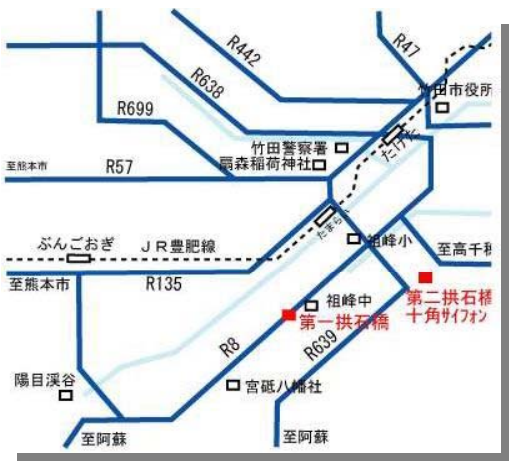 R442
R47
R638
竹田市役所
R699
たけた
竹田警察署
扇森稲荷神社
至熊本市
R57
たまらい
祖峰小
ぶんごおぎ
JR豊肥線
至高千穂
至熊本市
R135
第二拱石橋
十角サイフォン
祖峰中
第一拱石橋
R8
R639
陽目渓谷
宮砥八幡社
至阿蘇
至阿蘇